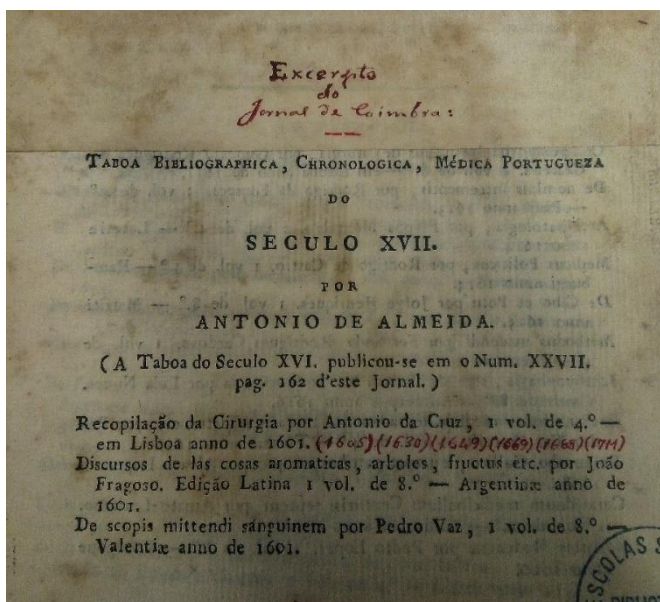 Excerpto
do
Jornal de Coimbra:
TABOA BIBLIOGRAPHICA, CHRONOLOGICA, MÉDICA PORTUGUEZA
DO
SECULO XVII.
POR
ANTONIO DE ALMEIDA.
(A Taboa do Seculo XVI. publicou-se em o Num. XXVII.
pag. 162 d'este Jornal.)
Recopilação da Cirurgia por Antonio da Cruz, 1 vol. de 4.º —
em Lisboa anno de 1601. (1605) (1630) (1649) (1669) (1688) (1711)
Discursos de las cosas aromaticas, arboles, fructus etc. por João
Fragoso. Edição Latina 1 vol. de 8.º — Argentinæ anno de
1601.
De scopis mittendi sanguinem por Pedro Vaz, 1 vol. de 8.º —
Valentiæ anno de 1601.
ESCOLAS S